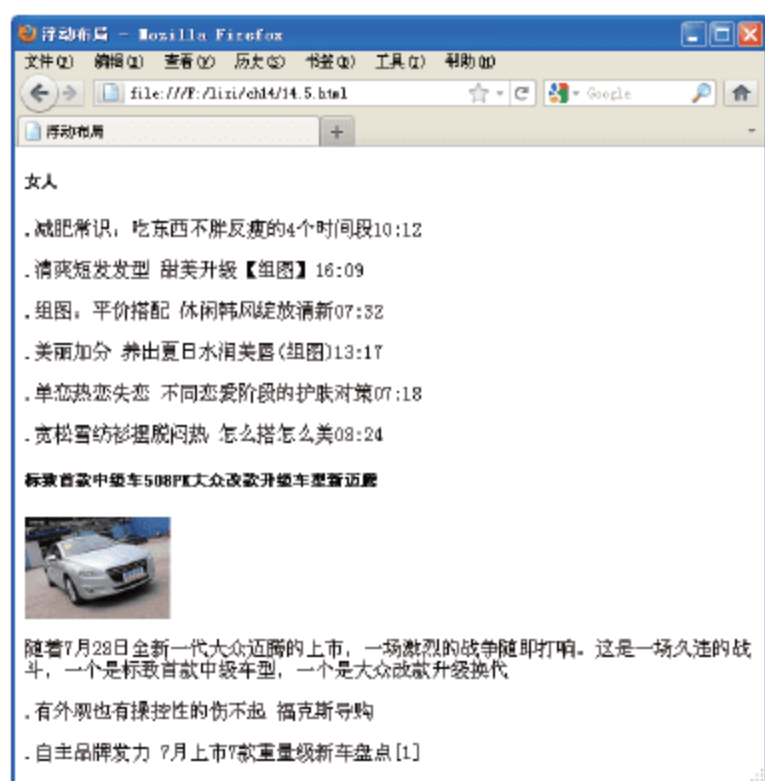 浮动布局 - Mozilla Firefox
文件(F) 编辑(E) 查看(V) 历史(S) 书签(B) 工具(T) 帮助(H)
file:///F:/lizi/ch14/14.5.html
Google
浮动布局
女人
.减肥常识，吃东西不胖反瘦的4个时间段10:12
.清爽短发发型 甜美升级【组图】16:09
.组图：平价搭配 休闲韩风绽放清新07:32
.美丽加分 养出夏日水润美唇(组图)13:17
.单恋热恋失恋 不同恋爱阶段的护肤对策07:18
.宽松雪纺衫摆脱闷热 怎么搭怎么美08:24
标致首款中级车508PK大众改款升级车型新迈腾
随着7月28日全新一代大众迈腾的上市，一场激烈的战争随即打响。这是一场久违的战
斗，一个是标致首款中级车型，一个是大众改款升级换代
.有外观也有操控性的伤不起 福克斯导购
.自主品牌发力 7月上市7款重量级新车盘点[1]